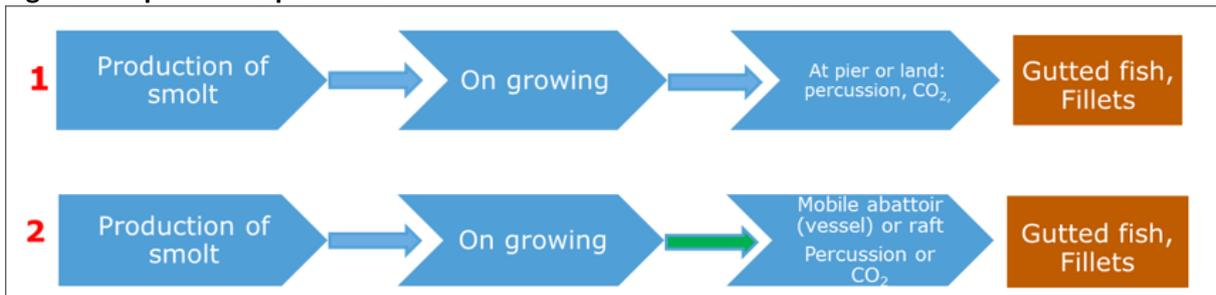 1
Production of
smolt
On growing
At pier or land:
percussion, CO2,
Gutted fish,
Fillets
2
Production of
smolt
On growing
Mobile abattoir
(vessel) or raft
Percussion or
CO2
Gutted fish,
Fillets